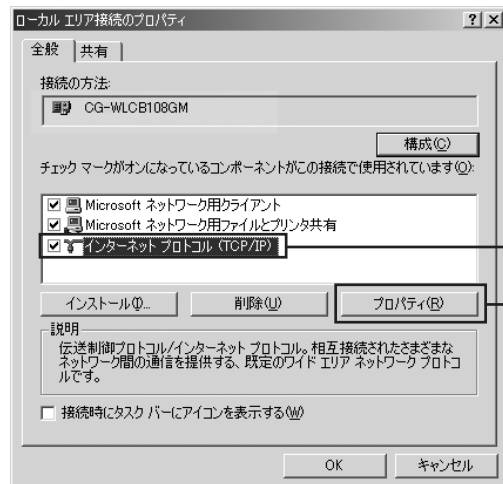 ローカル エリア接続のプロパティ
全般
共有
接続の方法:
CG-WLCB108GM
構成(C)
チェック マークがオンになっているコンポーネントがこの接続で使用されています(O):
Microsoft ネットワーク用クライアント
Microsoft ネットワーク用ファイルとプリンタ共有
インターネット プロトコル (TCP/IP)
インストール(I)...
削除(U)
プロパティ(R)
説明
伝送制御プロトコル/インターネット プロトコル。相互接続されたさまざまな
ネットワーク間の通信を提供する、既定のワイド エリア ネットワーク プロトコ
ルです。
接続時にタスク バーにアイコンを表示する(W)
OK
キャンセル